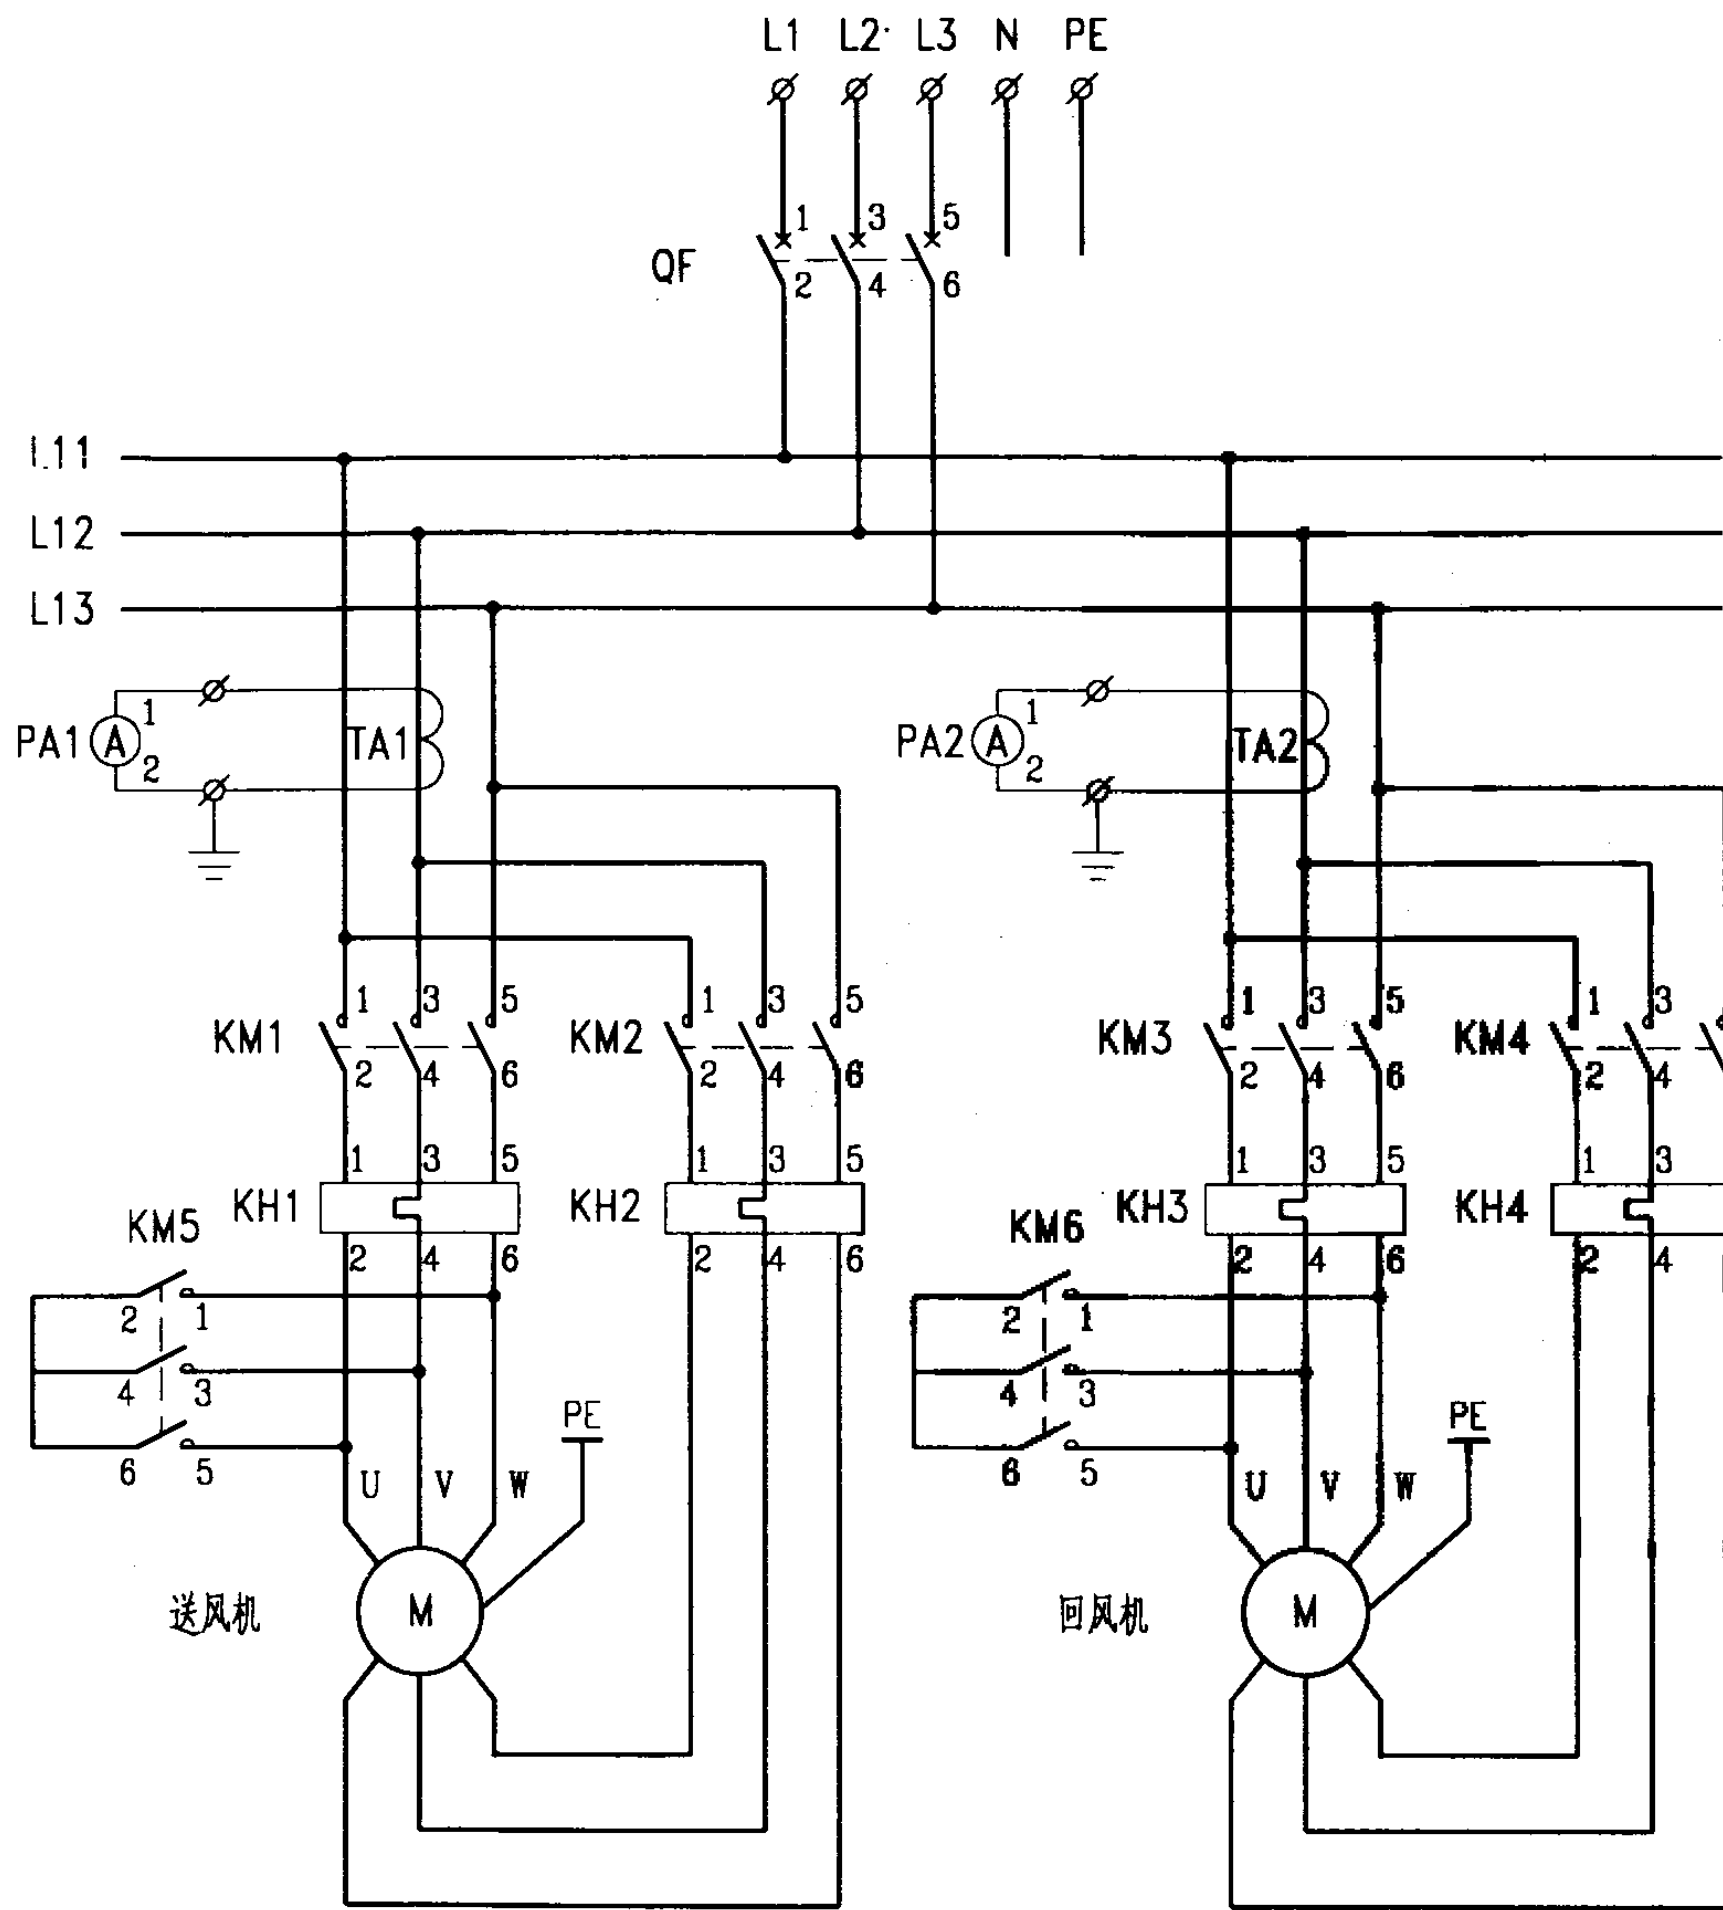 L1 L2 L3 N PE
1 3 5
QF
2 4 6
L11
L12
L13
PA1 A 1 2 TA1
PA2 A 1 2 TA2
1 3 5 1 3 5 1 3 5 1 3
KM1 KM2 KM3 KM4
2 4 6 2 4 6 2 4 6 2 4
1 3 5 1 3 5 1 3 5 1 3
KH1 KH2 KH3 KH4
KM5 KM6
2 4 6 2 4 6 2 4 6 2 4
2 1 2 1
4 3 4 3
PE PE
6 5 6 5
U V W U V W
送风机 M 回风机 M